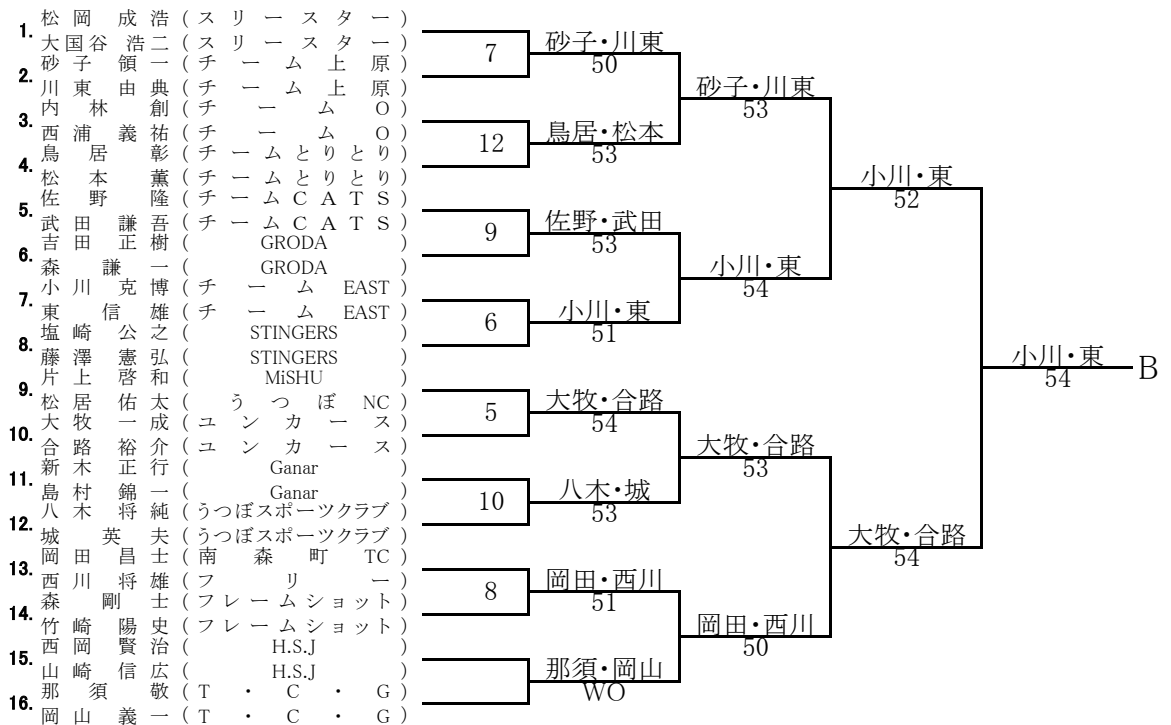 松岡 成浩 (スリースター)
1.
大国谷 浩二 (スリースター)
砂子 領一 (チーム上原)
2.
川東 由典 (チーム上原)
内林 創 (チームO)
3.
西浦 義祐 (チームO)
鳥居 彰 (チームとりとり)
4.
松本 薫 (チームとりとり)
佐野 隆 (チームCATS)
5.
武田 謙吾 (チームCATS)
吉田 正樹 (GRODA)
6.
森 謙一 (GRODA)
小川 克博 (チームEAST)
7.
東 信雄 (チームEAST)
塩崎 公之 (STINGERS)
8.
藤澤 憲弘 (STINGERS)
片上 啓和 (MiSHU)
9.
松居 佑太 (うつぼNC)
大牧 一成 (ユンカース)
10.
合路 裕介 (ユンカース)
新木 正行 (Ganar)
11.
島村 錦一 (Ganar)
八木 将純 (うつぼスポーツクラブ)
12.
城 英夫 (うつぼスポーツクラブ)
岡田 昌士 (南森町TC)
13.
西川 将雄 (フリー)
森 剛士 (フレームショット)
14.
竹崎 陽史 (フレームショット)
西岡 賢治 (H.S.J)
15.
山崎 信広 (H.S.J)
那須 敬 (T・C・G)
16.
岡山 義一 (T・C・G)
7
12
9
6
5
10
8
砂子・川東
50
鳥居・松本
53
佐野・武田
53
小川・東
51
大牧・合路
54
八木・城
53
岡田・西川
51
那須・岡山
WO
砂子・川東
53
小川・東
54
大牧・合路
53
岡田・西川
50
小川・東
52
大牧・合路
54
小川・東
54
B